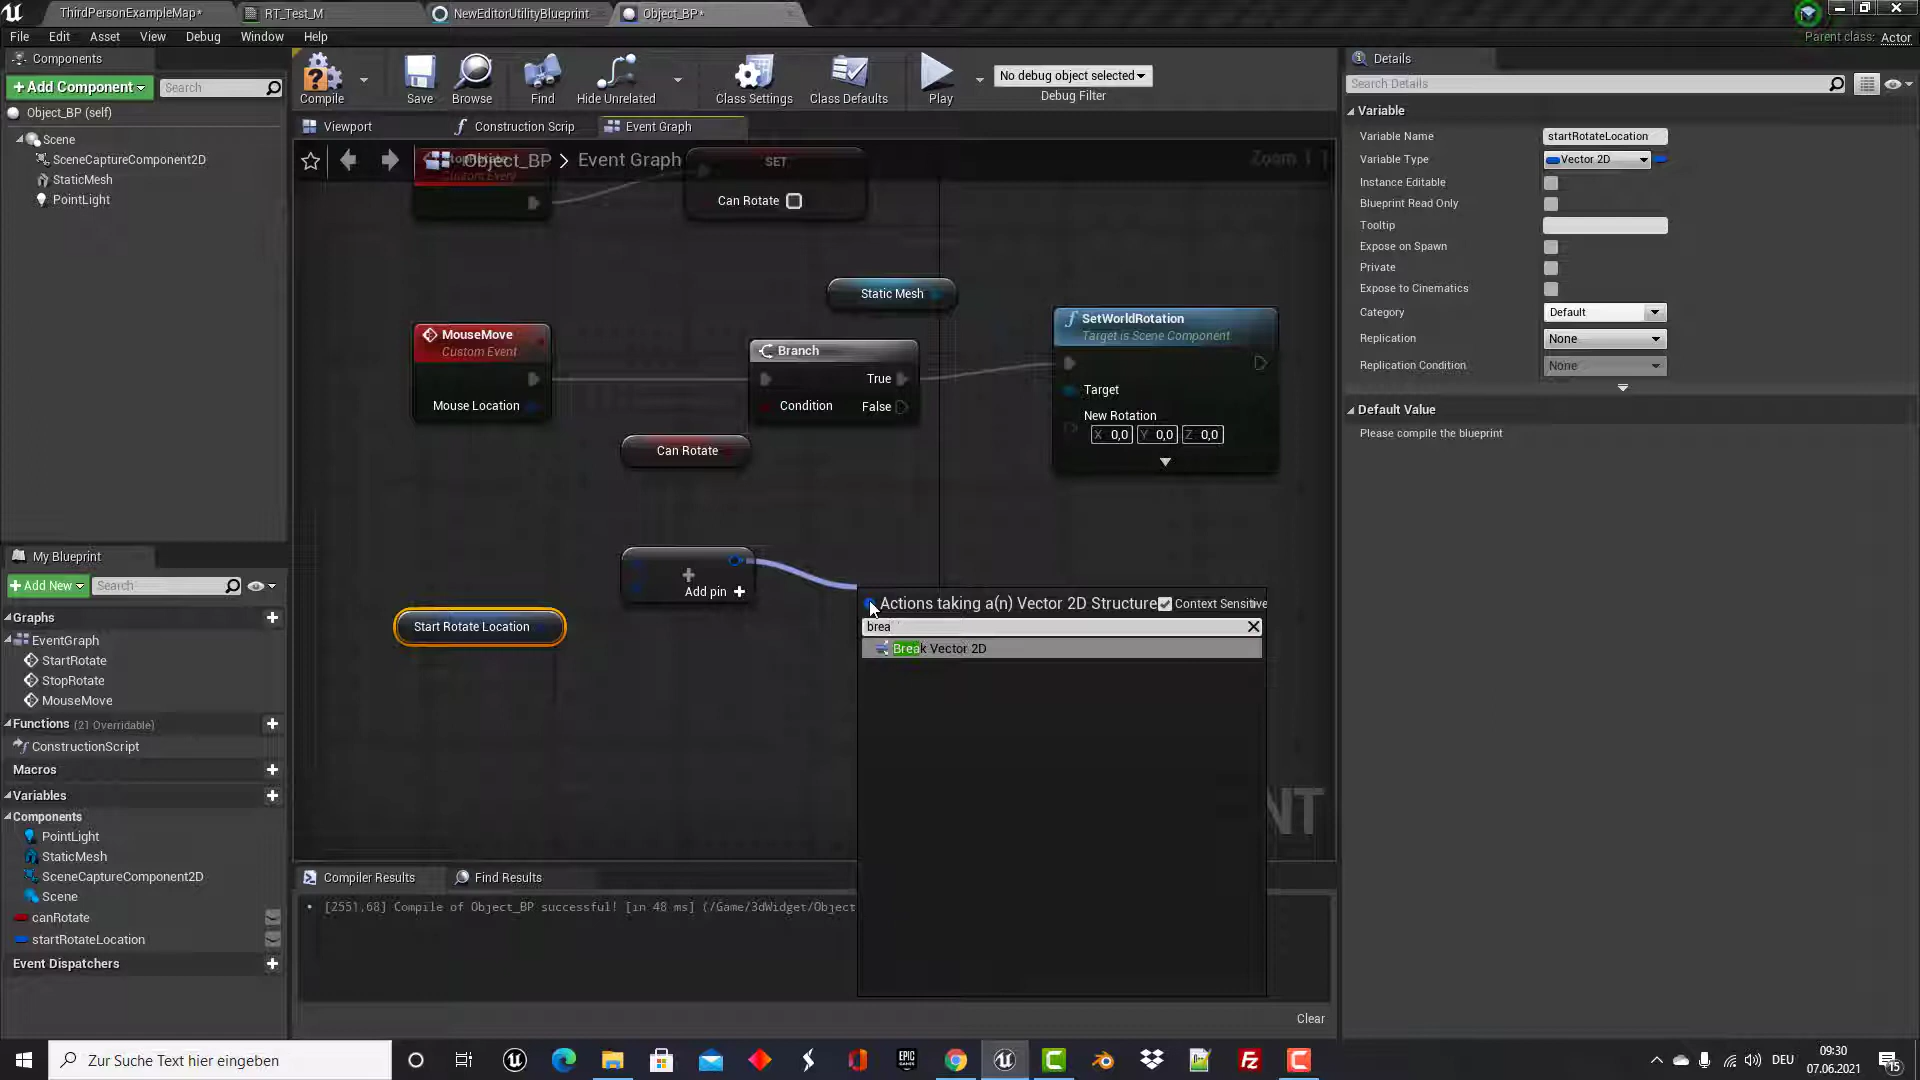 ThirdPersonExampleMap*
RT_Test_M
NewEditorUtilityBlueprint
Object_BP*
File Edit Asset View Debug Window Help
Parent class: Actor
Components
+ Add Component
Search
Object_BP (self)
Scene
SceneCaptureComponent2D
StaticMesh
PointLight
Compile
Save
Browse
Find
Hide Unrelated
Class Settings
Class Defaults
Play
No debug object selected
Debug Filter
Viewport
Construction Scrip
Event Graph
Object_BP > Event Graph
Zoom
Custom Event
SET
Can Rotate
Static Mesh
MouseMove
Custom Event
Mouse Location
Branch
True
Condition
False
Can Rotate
SetWorldRotation
Target is Scene Component
Target
New Rotation
X 0,0 Y 0,0 Z 0,0
Add pin +
Start Rotate Location
Actions taking a(n) Vector 2D Structure
Context Sensitive
brea
Break Vector 2D
NT
My Blueprint
+ Add New
Search
Graphs
EventGraph
StartRotate
StopRotate
MouseMove
Functions (21 Overridable)
ConstructionScript
Macros
Variables
Components
PointLight
StaticMesh
SceneCaptureComponent2D
Scene
canRotate
startRotateLocation
Event Dispatchers
Compiler Results
Find Results
[2551,68] Compile of Object_BP successful! [in 48 ms] (/Game/3dWidget/Object
Clear
Details
Search Details
Variable
Variable Name startRotateLocation
Variable Type Vector 2D
Instance Editable
Blueprint Read Only
Tooltip
Expose on Spawn
Private
Expose to Cinematics
Category Default
Replication None
Replication Condition None
Default Value
Please compile the blueprint
Zur Suche Text hier eingeben
DEU
09:30
07.06.2021
15